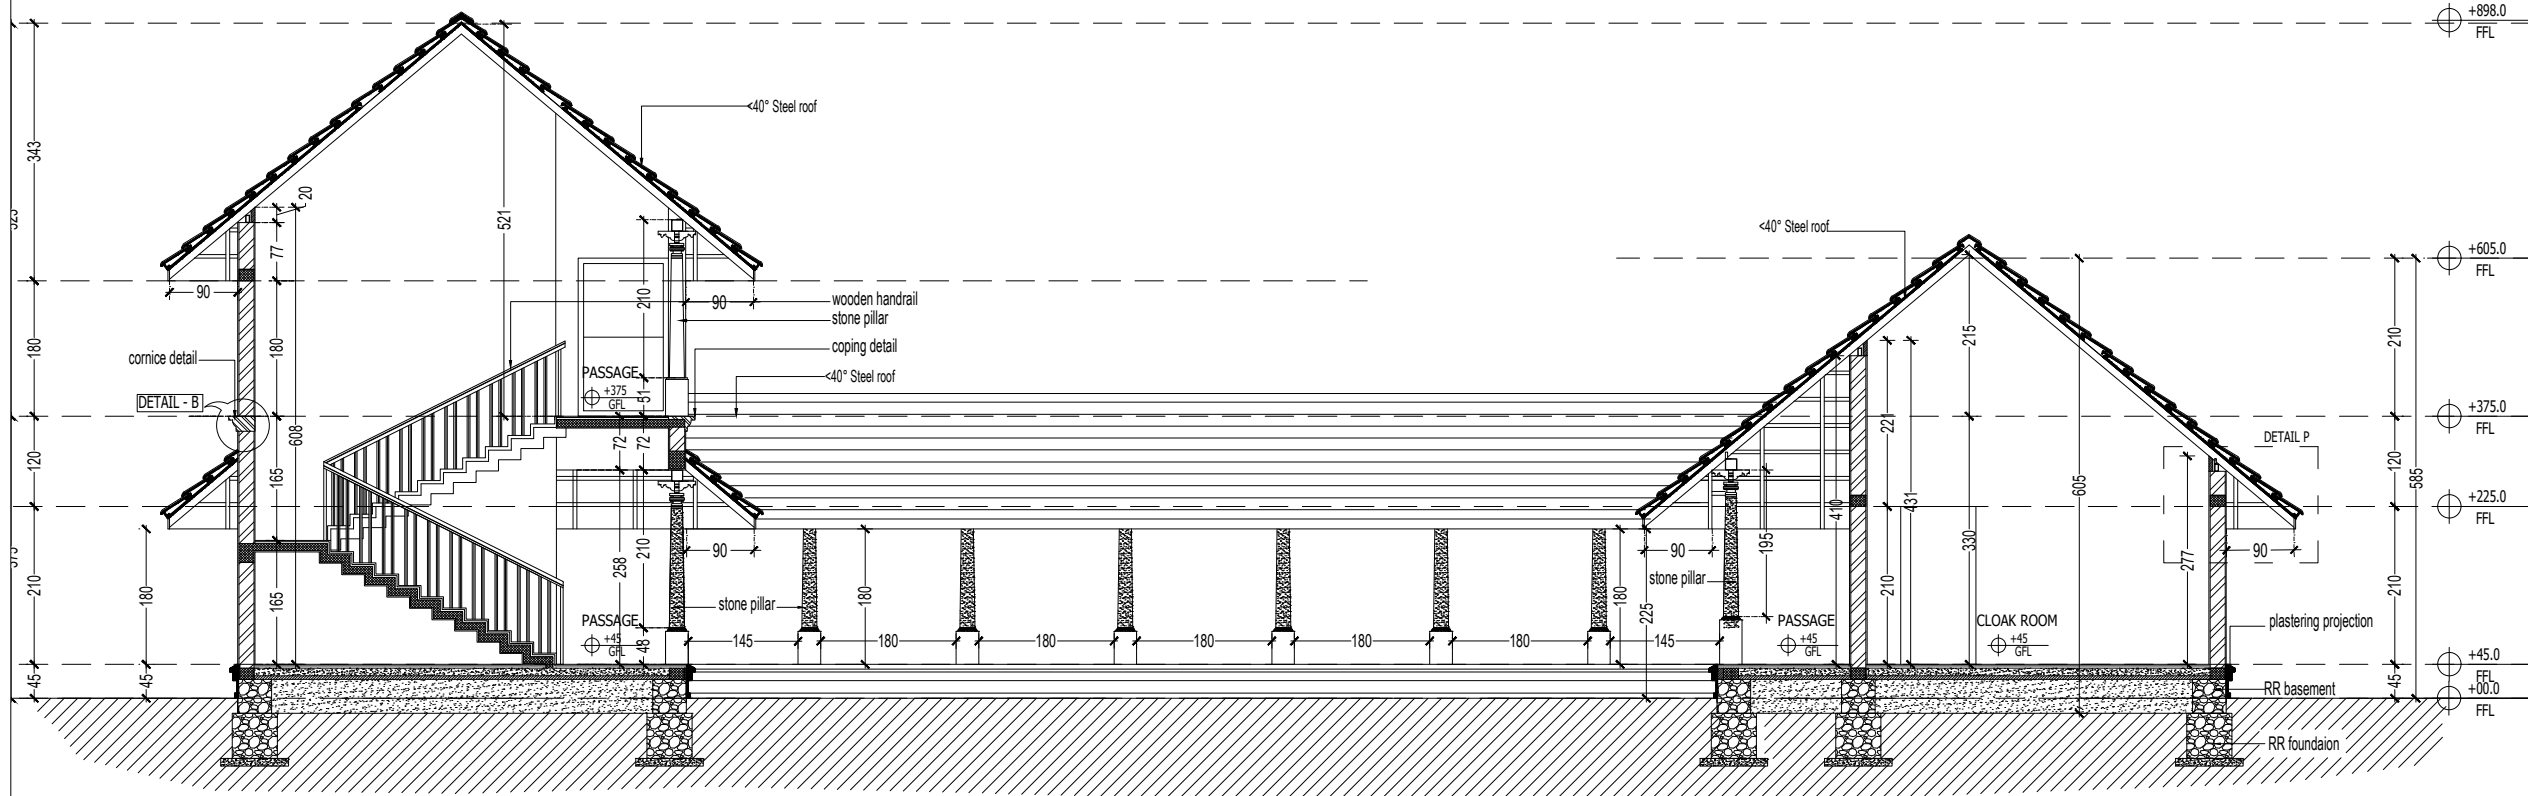 +898.0
FFL
<40° Steel roof
343
20
521
77
<40° Steel roof
+605.0
FFL
90
210
90
wooden handrail
stone pillar
215
210
180
180
coping detail
cornice detail
PASSAGE
+375
GFL
51
<40° Steel roof
DETAIL - B
+375.0
FFL
221
608
72
72
DETAIL P
120
165
120
585
410
431
605
+225.0
FFL
195
330
277
90
258
210
90
90
210
180
165
stone pillar
180
180
stone pillar
225
210
210
PASSAGE
+45
GFL
48
145
180
180
180
180
180
145
PASSAGE
+45
GFL
CLOAK ROOM
+45
GFL
plastering projection
45
45
45
+45.0
FFL
RR basement
+00.0
FFL
RR foundaion